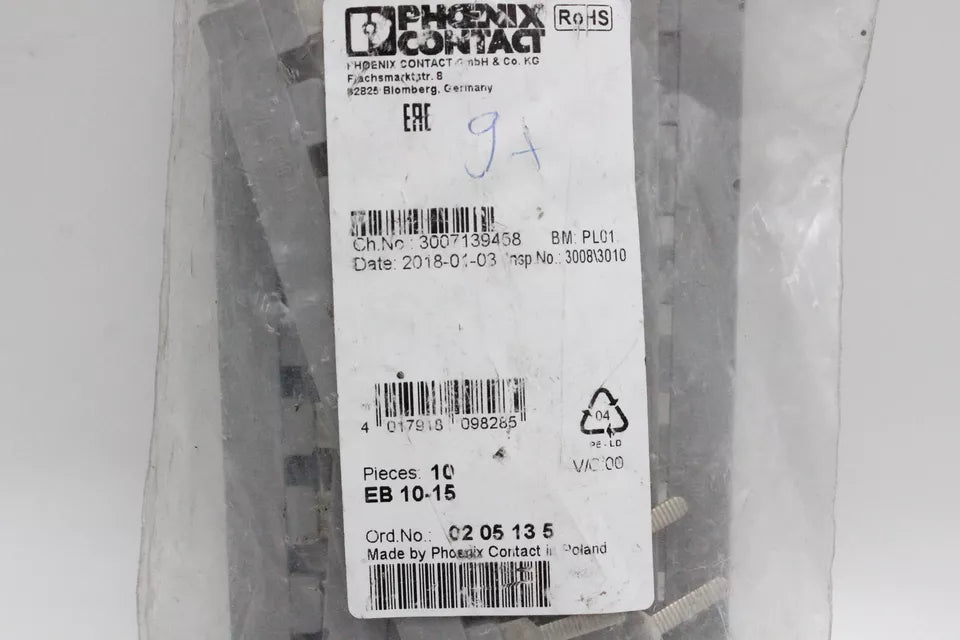 PHOENIX
CONTACT
RoHS
PHOENIX CONTACT GmbH & Co. KG
Flachsmarktstr. 8
32825 Blomberg, Germany
EAC
9x
Ch.No.: 3007139458 BM: PL01
Date: 2018-01-03 Insp.No.: 3008\3010
4 017918 098285
04
PE-LD
Pieces: 10
EB 10-15
Ord.No.: 02 05 13 5
Made by Phoenix Contact in Poland